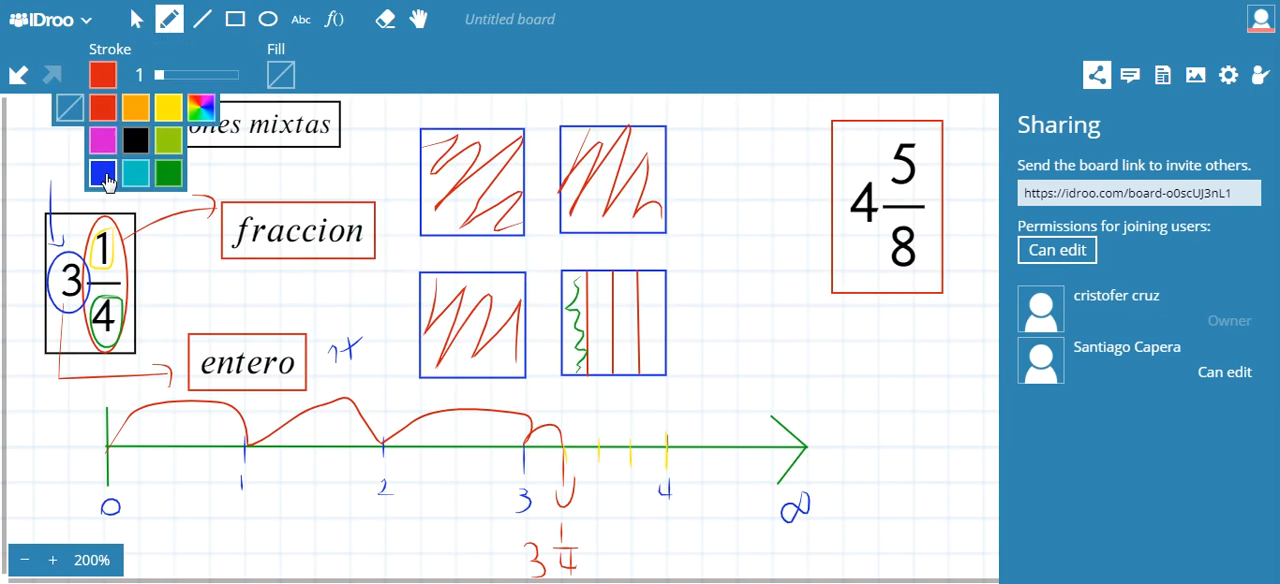 IDroo
Abc
f()
Untitled board
Stroke
Fill
1
ones mixtas
fraccion
3 1/4
entero
1+
4 5/8
0
1
2
3
4
∞
3 1/4
200%
Sharing
Send the board link to invite others.
https://idroo.com/board-o0scUJ3nL1
Permissions for joining users:
Can edit
cristofer cruz
Owner
Santiago Capera
Can edit